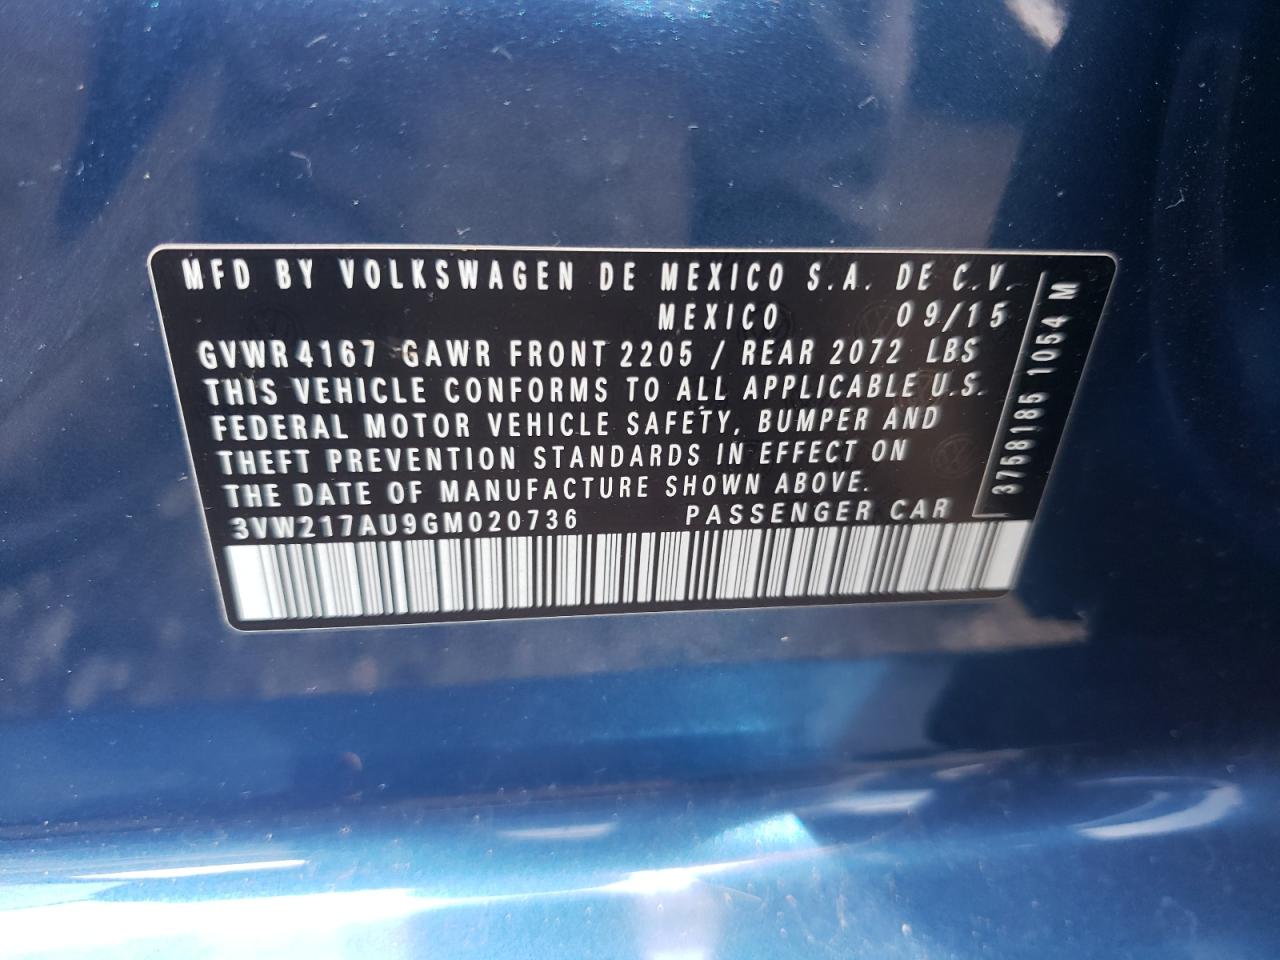 MFD BY VOLKSWAGEN DE MEXICO S.A. DE C.V.
MEXICO 09/15
GVWR 4167 GAWR FRONT 2205 / REAR 2072 LBS
THIS VEHICLE CONFORMS TO ALL APPLICABLE U.S.
FEDERAL MOTOR VEHICLE SAFETY, BUMPER AND
THEFT PREVENTION STANDARDS IN EFFECT ON
THE DATE OF MANUFACTURE SHOWN ABOVE.
3VW217AU9GM020736 PASSENGER CAR
3758185 1054 M